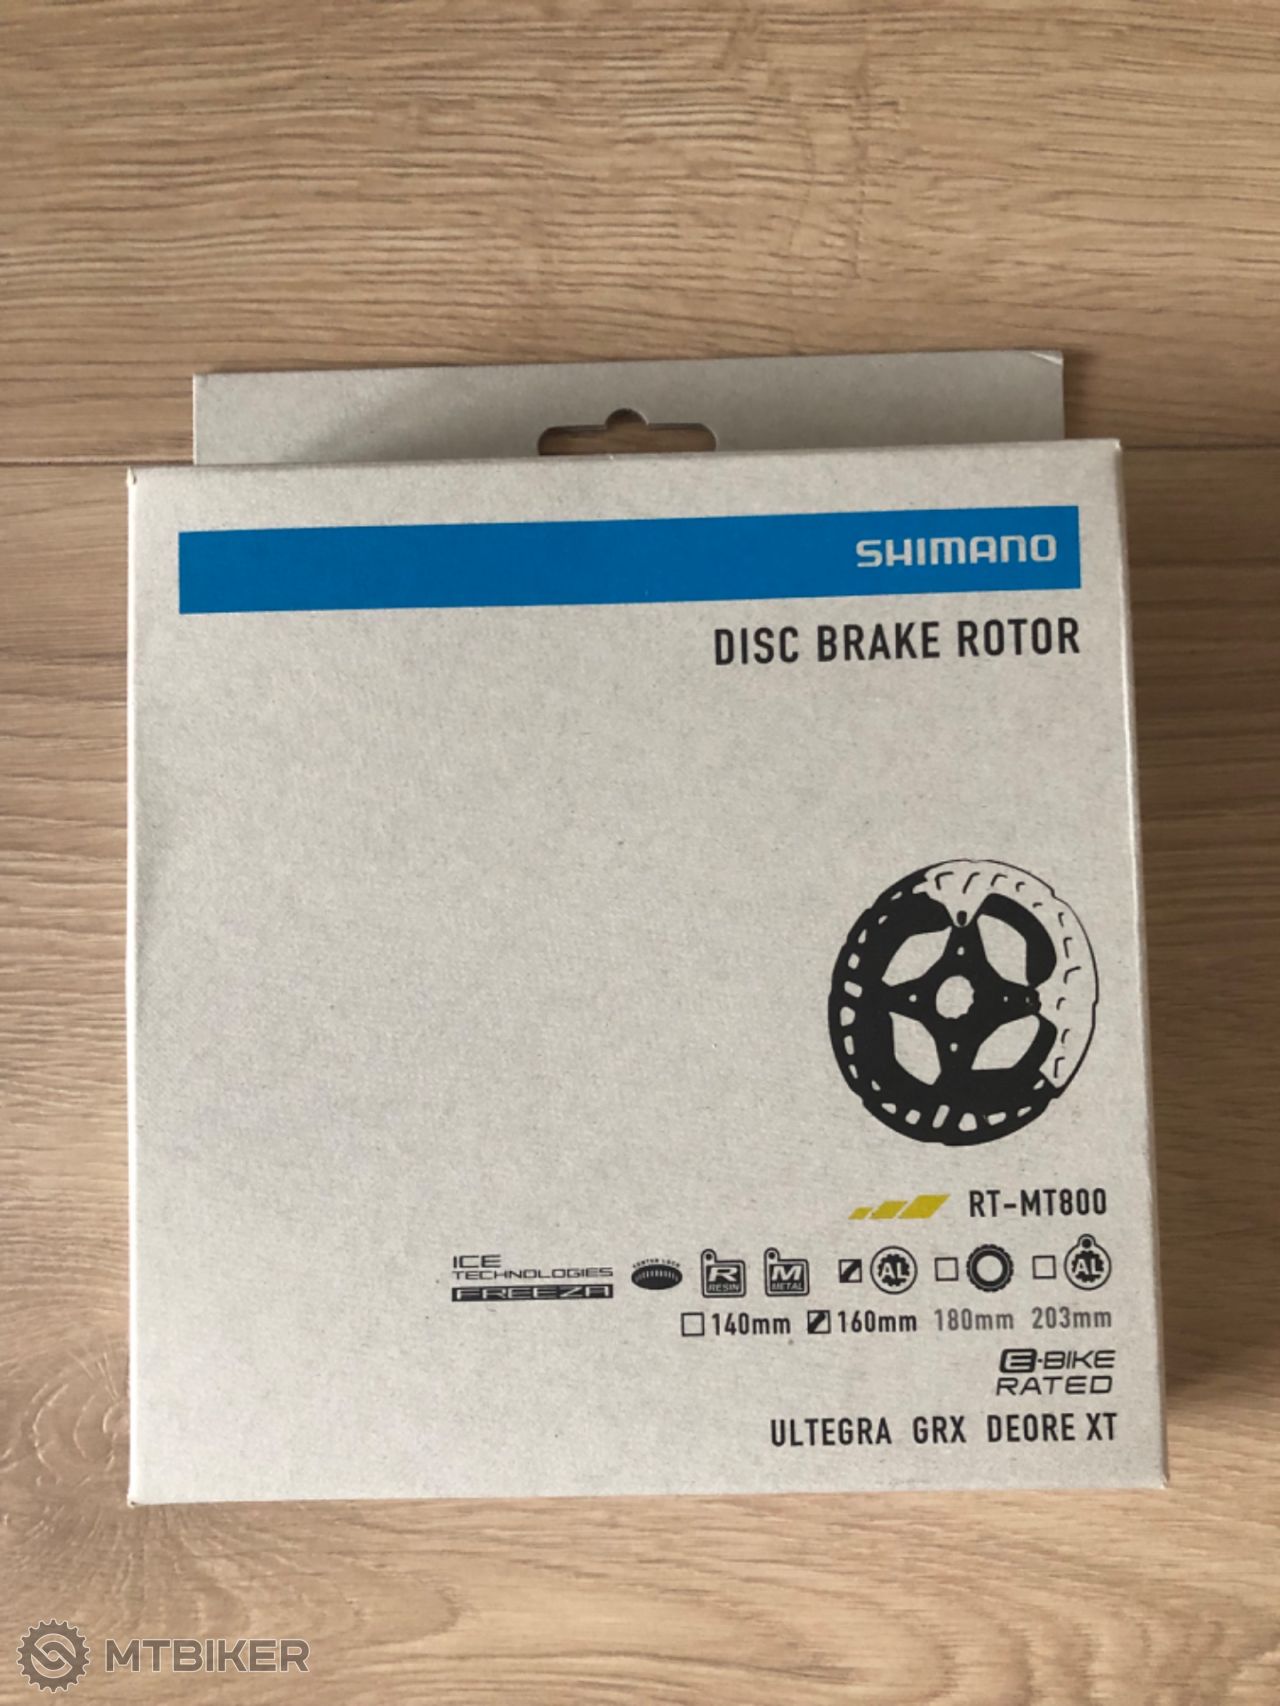 SHIMANO
DISC BRAKE ROTOR
RT-MT800
ICE
TECHNOLOGIES
FREEZA
CENTER LOCK
R
RESIN
M
METAL
AL
AL
140mm 160mm 180mm 203mm
E-BIKE
RATED
ULTEGRA GRX DEORE XT
MTBIKER